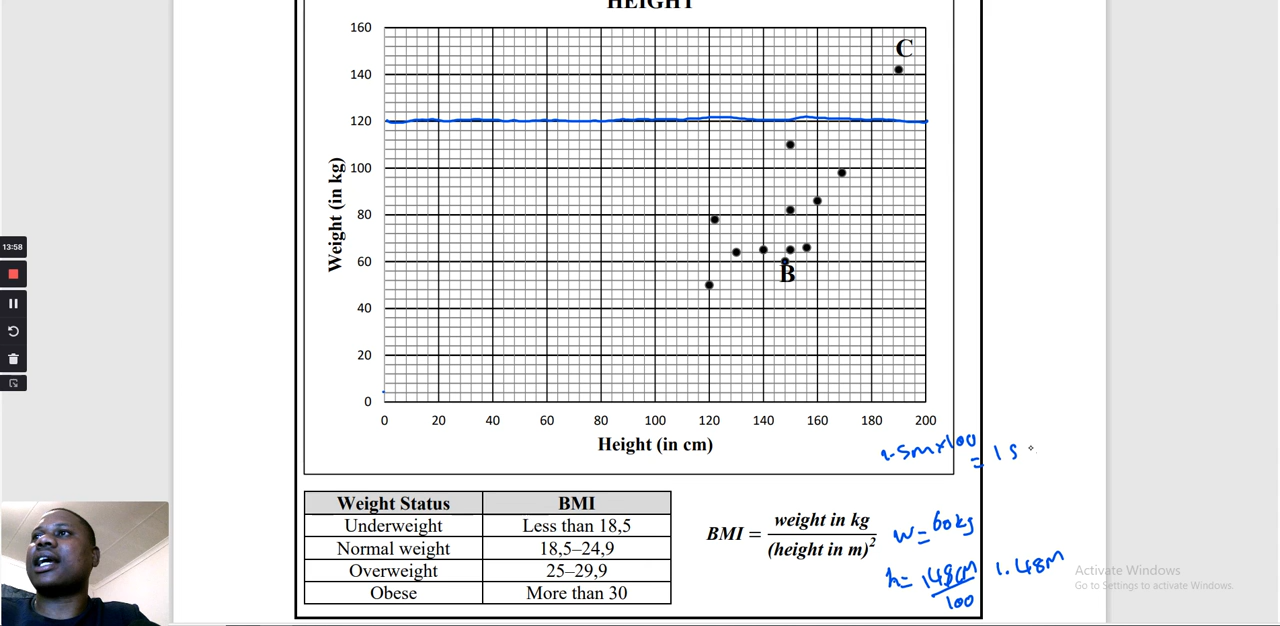 HEIGHT
160
C
140
120
100
80
60
B
40
20
0
Weight (in kg)
0 20 40 60 80 100 120 140 160 180 200
Height (in cm)
1.5m×100
= 15
Weight Status BMI
Underweight Less than 18,5
Normal weight 18,5–24,9
Overweight 25–29,9
Obese More than 30
BMI = weight in kg
(height in m)²
w = 60kg
h = 148cm 1.48m
100
13:58
Activate Windows
Go to Settings to activate Windows.